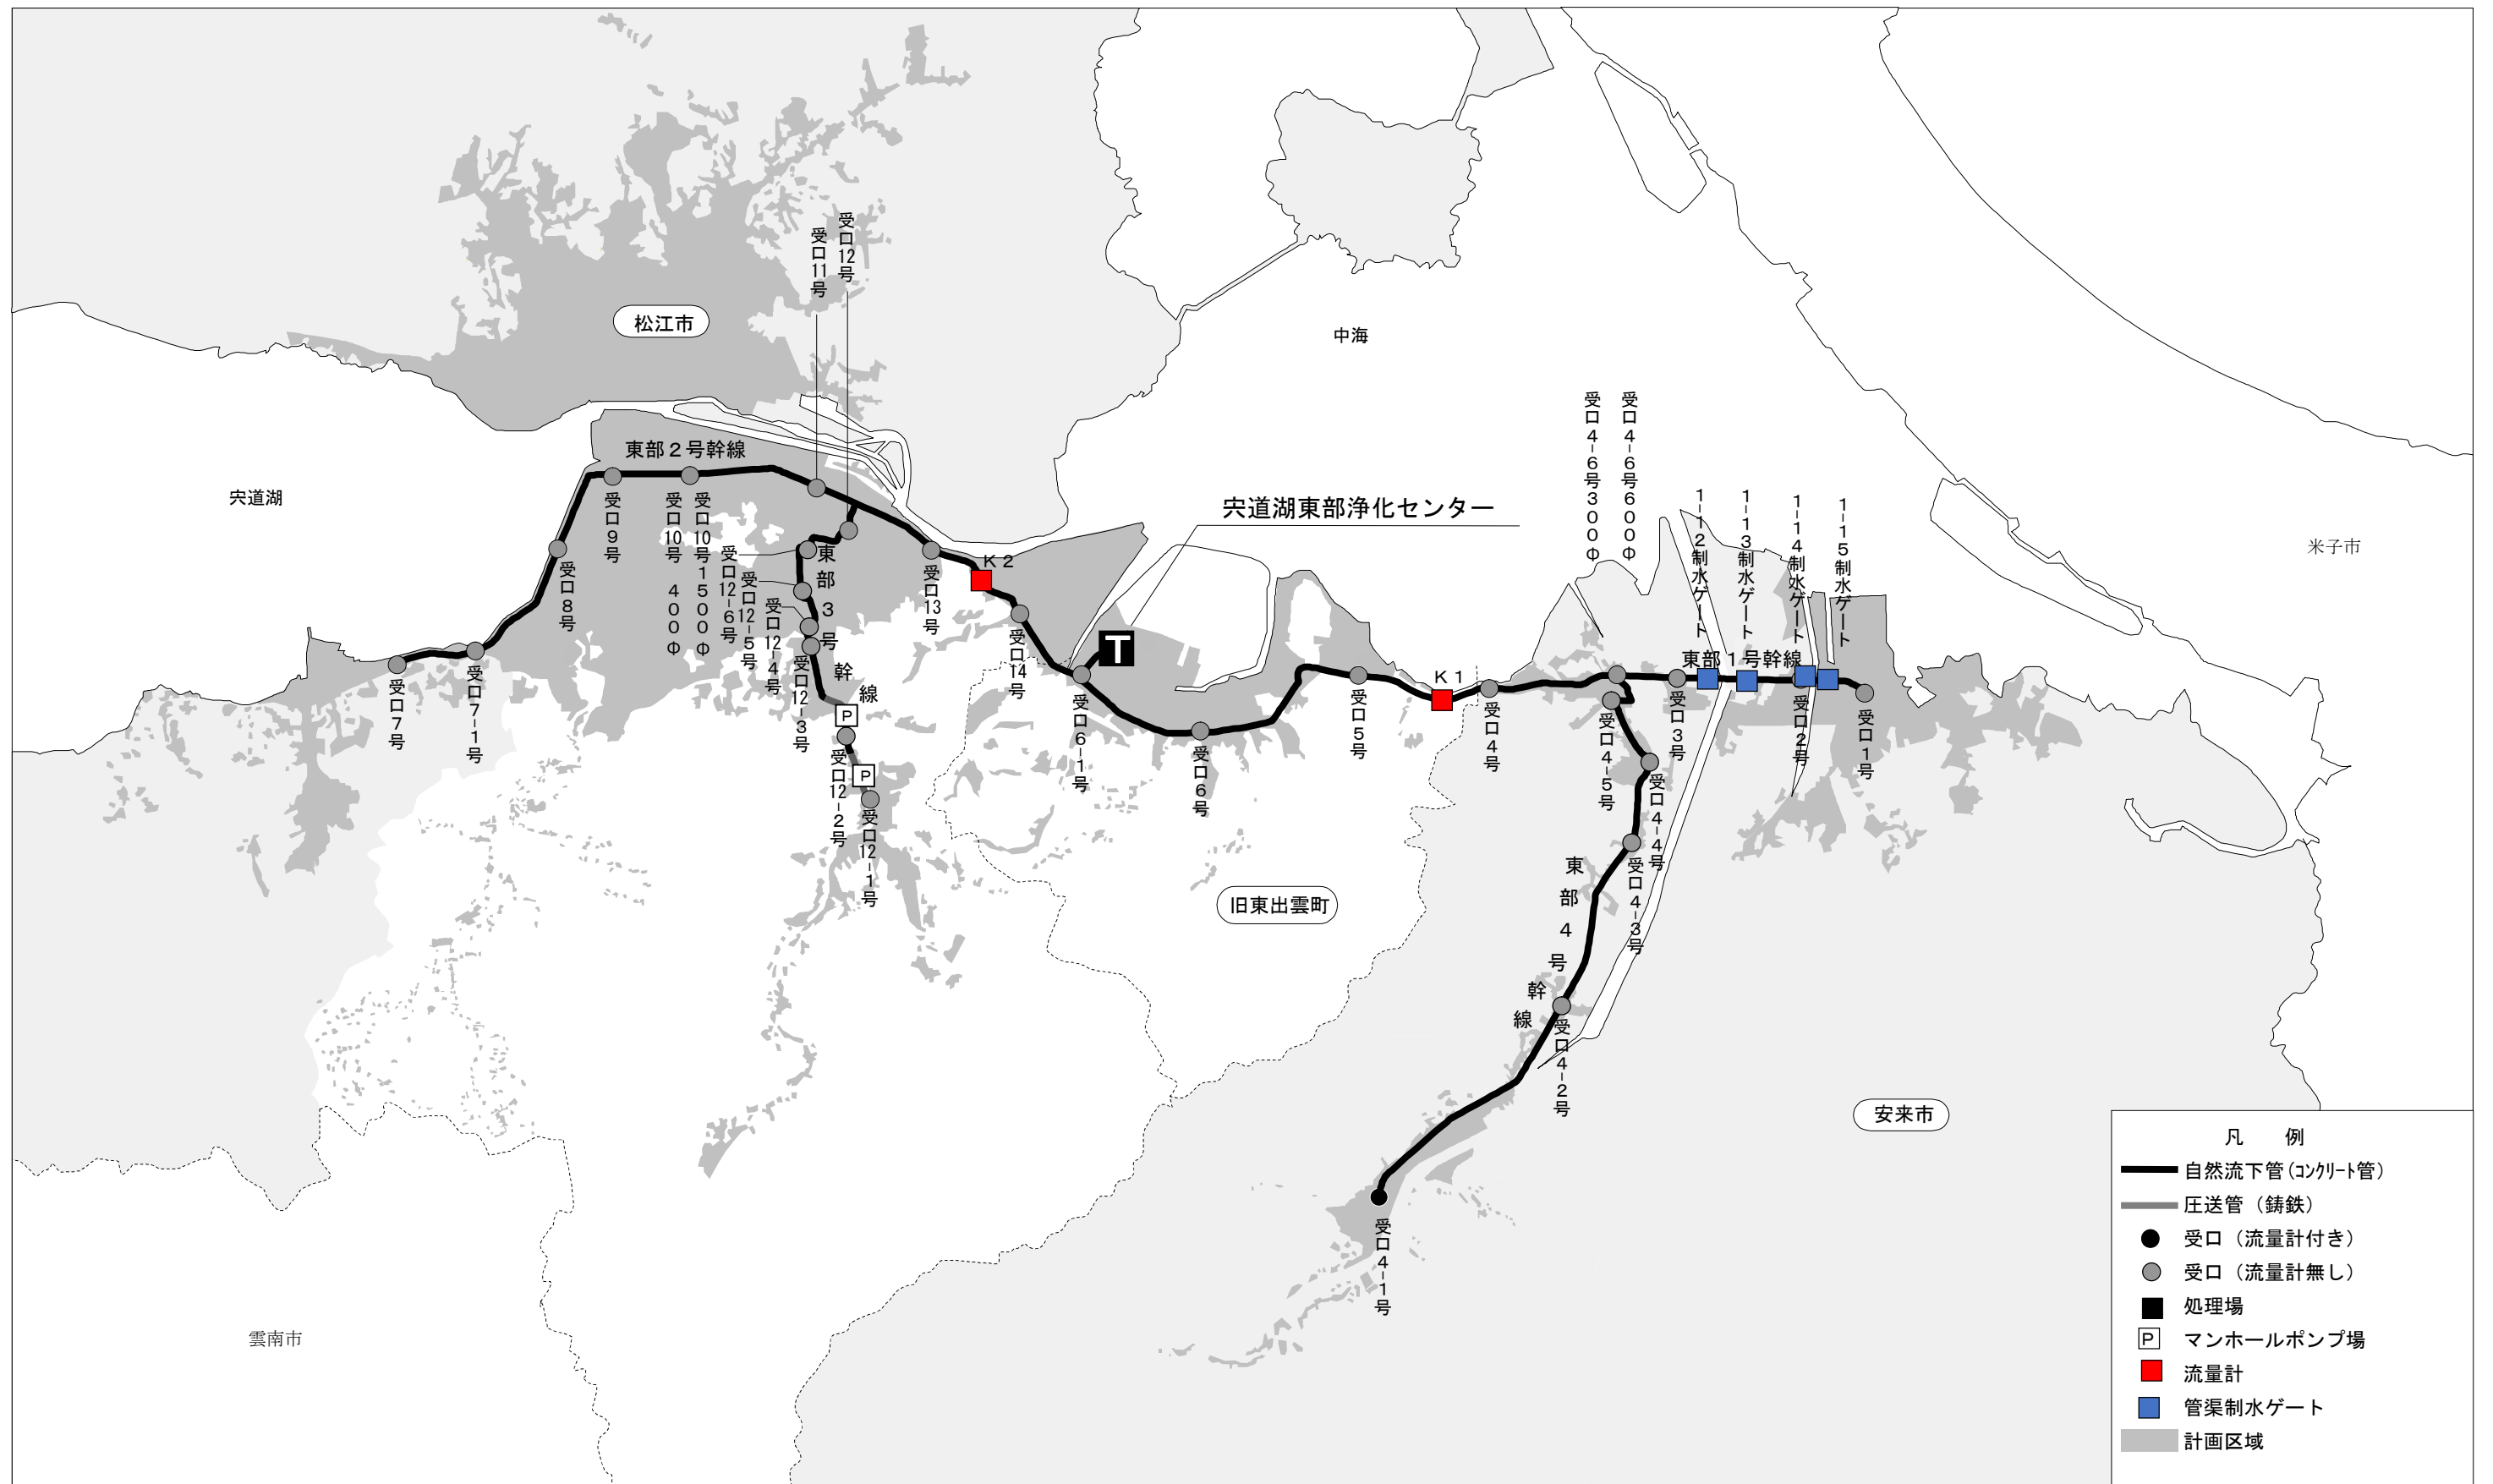 受口12号
受口11号
松江市
中海
受口4-6号300Φ
受口4-6号600Φ
東部2号幹線
宍道湖
宍道湖東部浄化センター
1-12制水ゲート
1-13制水ゲート
1-14制水ゲート
1-15制水ゲート
米子市
受口9号
受口10号 400Φ
受口10号1500Φ
受口8号
受口12-6号
受口12-5号
受口12-4号
東部3号幹線
受口13号
K2
受口14号
T
東部1号幹線
受口7号
受口7-1号
受口12-3号
P
受口12-2号
P
受口12-1号
受口6-1号
受口6号
受口5号
K1
受口4号
受口4-5号
受口3号
受口2号
受口1号
受口4-4号
受口4-3号
東部4号幹線
旧東出雲町
受口4-2号
安来市
受口4-1号
雲南市
凡 例
自然流下管(コンクリート管)
圧送管(鋳鉄)
受口(流量計付き)
受口(流量計無し)
処理場
P マンホールポンプ場
流量計
管渠制水ゲート
計画区域